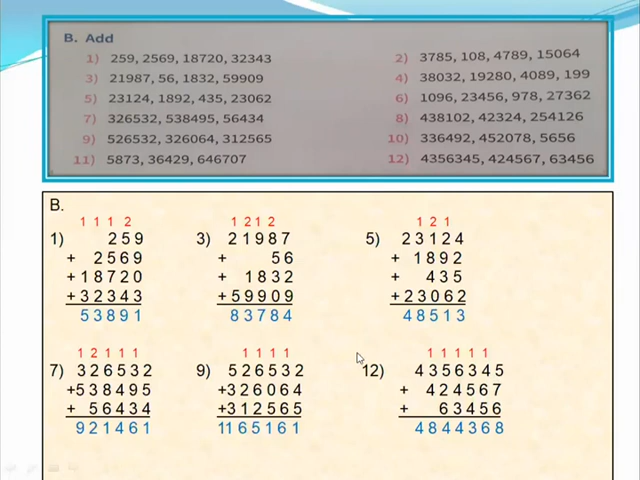 B. Add
1) 259, 2569, 18720, 32343 2) 3785, 108, 4789, 15064
3) 21987, 56, 1832, 59909 4) 38032, 19280, 4089, 199
5) 23124, 1892, 435, 23062 6) 1096, 23456, 978, 27362
7) 326532, 538495, 56434 8) 438102, 42324, 254126
9) 526532, 326064, 312565 10) 336492, 452078, 5656
11) 5873, 36429, 646707 12) 4356345, 424567, 63456
B.
1 1 1 2
1) 2 5 9
+ 2 5 6 9
+ 1 8 7 2 0
+ 3 2 3 4 3
5 3 8 9 1
1 2 1 2
3) 2 1 9 8 7
+ 5 6
+ 1 8 3 2
+ 5 9 9 0 9
8 3 7 8 4
1 2 1
5) 2 3 1 2 4
+ 1 8 9 2
+ 4 3 5
+ 2 3 0 6 2
4 8 5 1 3
1 2 1 1 1
7) 3 2 6 5 3 2
+ 5 3 8 4 9 5
+ 5 6 4 3 4
9 2 1 4 6 1
1 1 1 1
9) 5 2 6 5 3 2
+ 3 2 6 0 6 4
+ 3 1 2 5 6 5
11 6 5 1 6 1
1 1 1 1 1
12) 4 3 5 6 3 4 5
+ 4 2 4 5 6 7
+ 6 3 4 5 6
4 8 4 4 3 6 8